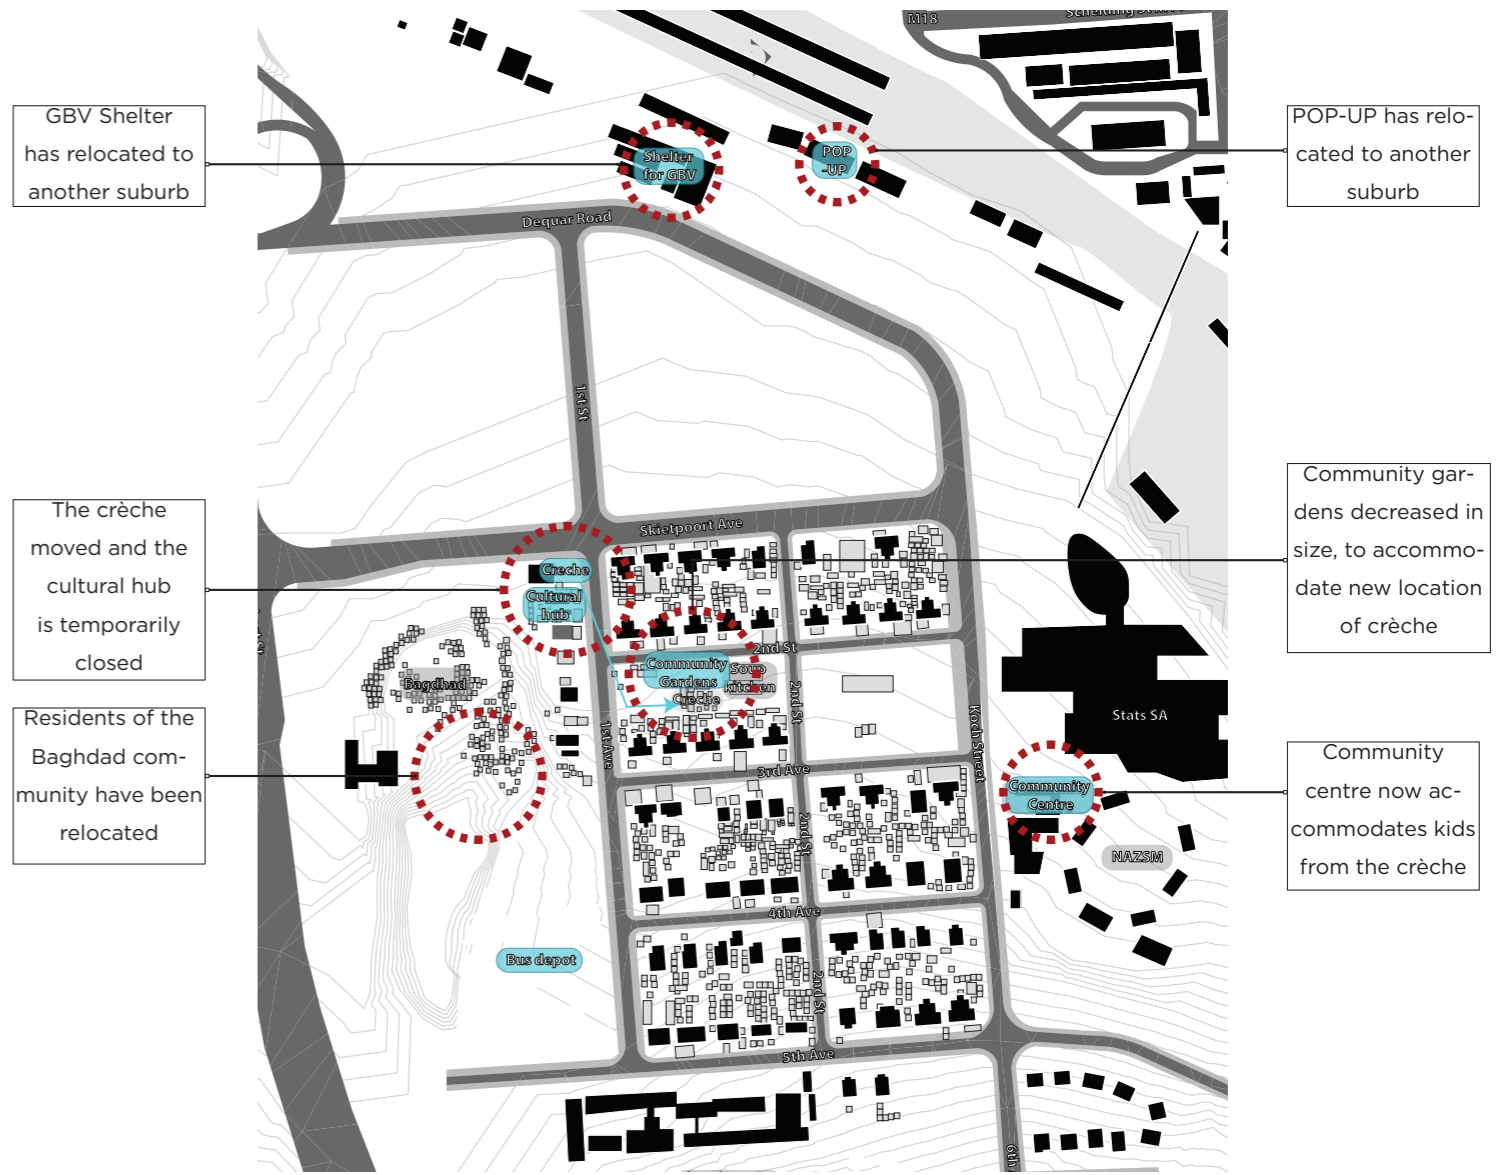 M18
GBV Shelter
has relocated to
another suburb
Shelter
for GBV
POP
-UP
POP-UP has relo-
cated to another
suburb
Dequar Road
1st St
Skietpoort Ave
The crèche
moved and the
cultural hub
is temporarily
closed
Creche
Cultural
hub
Community gar-
dens decreased in
size, to accommo-
date new location
of crèche
2nd St
Community
Gardens
Creche
Soup
kitchen
2nd St
Bagdhad
Residents of the
Baghdad com-
munity have been
relocated
1st Ave
Koch Street
Stats SA
3rd Ave
Community
Centre
Community
centre now ac-
commodates kids
from the crèche
2nd St
NAZSM
4th Ave
Bus depot
2nd St
5th Ave
6th